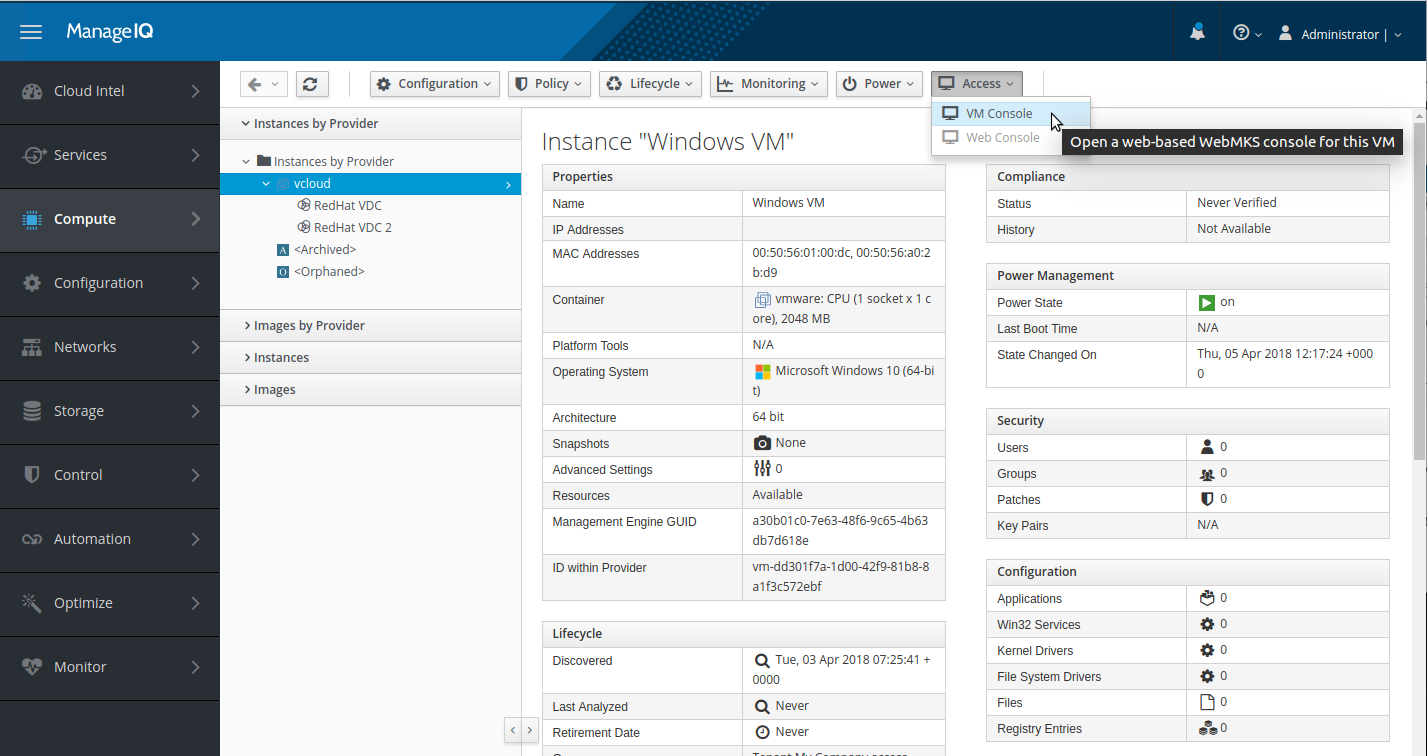 ManageIQ
Administrator |
Cloud Intel
Services
Compute
Configuration
Networks
Storage
Control
Automation
Optimize
Monitor
Configuration
Policy
Lifecycle
Monitoring
Power
Access
VM Console
Web Console
Open a web-based WebMKS console for this VM
Instances by Provider
Instances by Provider
vcloud
RedHat VDC
RedHat VDC 2
A <Archived>
O <Orphaned>
Images by Provider
Instances
Images
Instance "Windows VM"
Properties
Name Windows VM
IP Addresses
MAC Addresses 00:50:56:01:00:dc, 00:50:56:a0:2
b:d9
Container vmware: CPU (1 socket x 1 c
ore), 2048 MB
Platform Tools N/A
Operating System Microsoft Windows 10 (64-bi
t)
Architecture 64 bit
Snapshots None
Advanced Settings 0
Resources Available
Management Engine GUID a30b01c0-7e63-48f6-9c65-4b63
db7d618e
ID within Provider vm-dd301f7a-1d00-42f9-81b8-8
a1f3c572ebf
Lifecycle
Discovered Tue, 03 Apr 2018 07:25:41 +
0000
Last Analyzed Never
Retirement Date Never
Compliance
Status Never Verified
History Not Available
Power Management
Power State on
Last Boot Time N/A
State Changed On Thu, 05 Apr 2018 12:17:24 +000
0
Security
Users 0
Groups 0
Patches 0
Key Pairs N/A
Configuration
Applications 0
Win32 Services 0
Kernel Drivers 0
File System Drivers 0
Files 0
Registry Entries 0